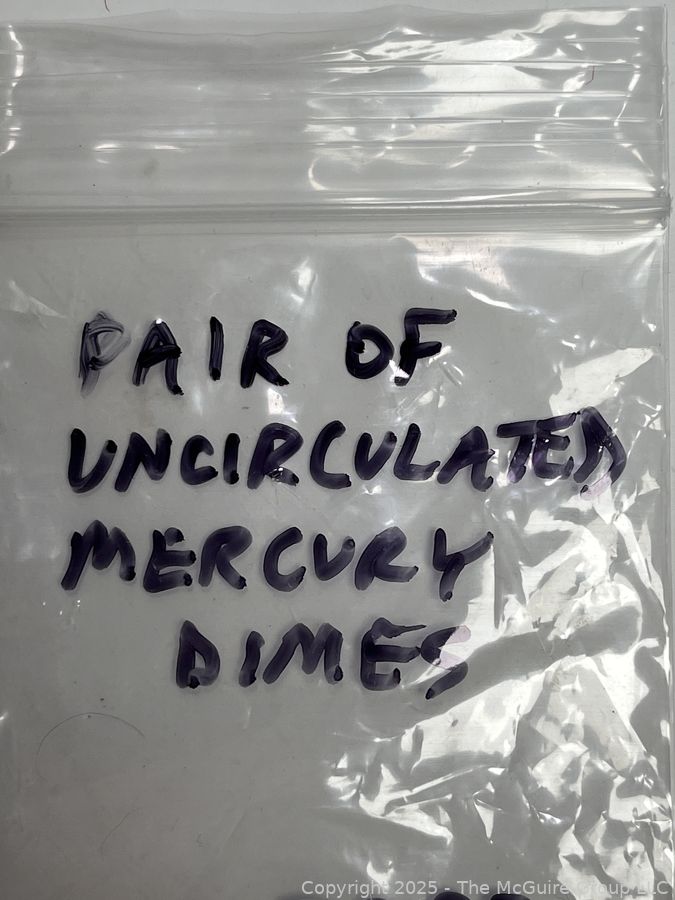 PAIR OF
UNCIRCULATED
MERCURY
DIMES
Copyright 2025 - The McGuire Group LLC